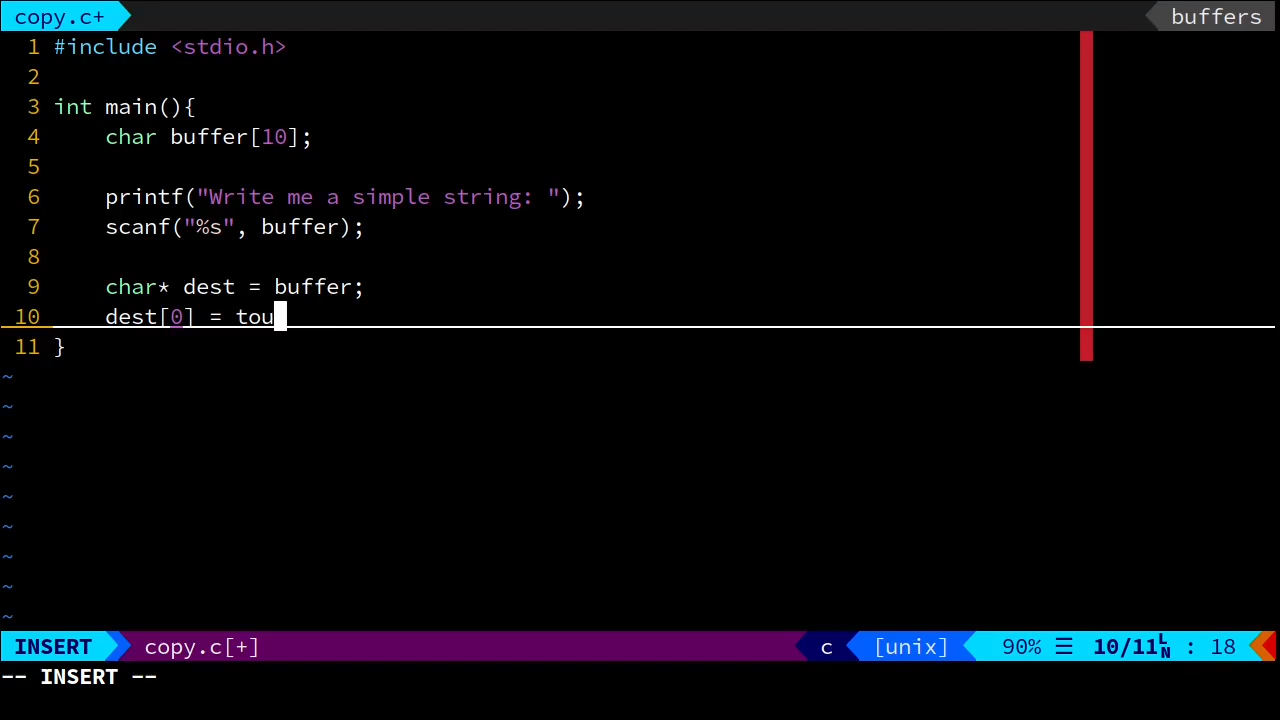 copy.c+ buffers
1 #include <stdio.h>
2
3 int main(){
4     char buffer[10];
5
6     printf("Write me a simple string: ");
7     scanf("%s", buffer);
8
9     char* dest = buffer;
10     dest[0] = tou
11 }
~
~
~
~
~
~
~
~
~
INSERT copy.c[+] c [unix] 90% ☰ 10/11 LN : 18
-- INSERT --